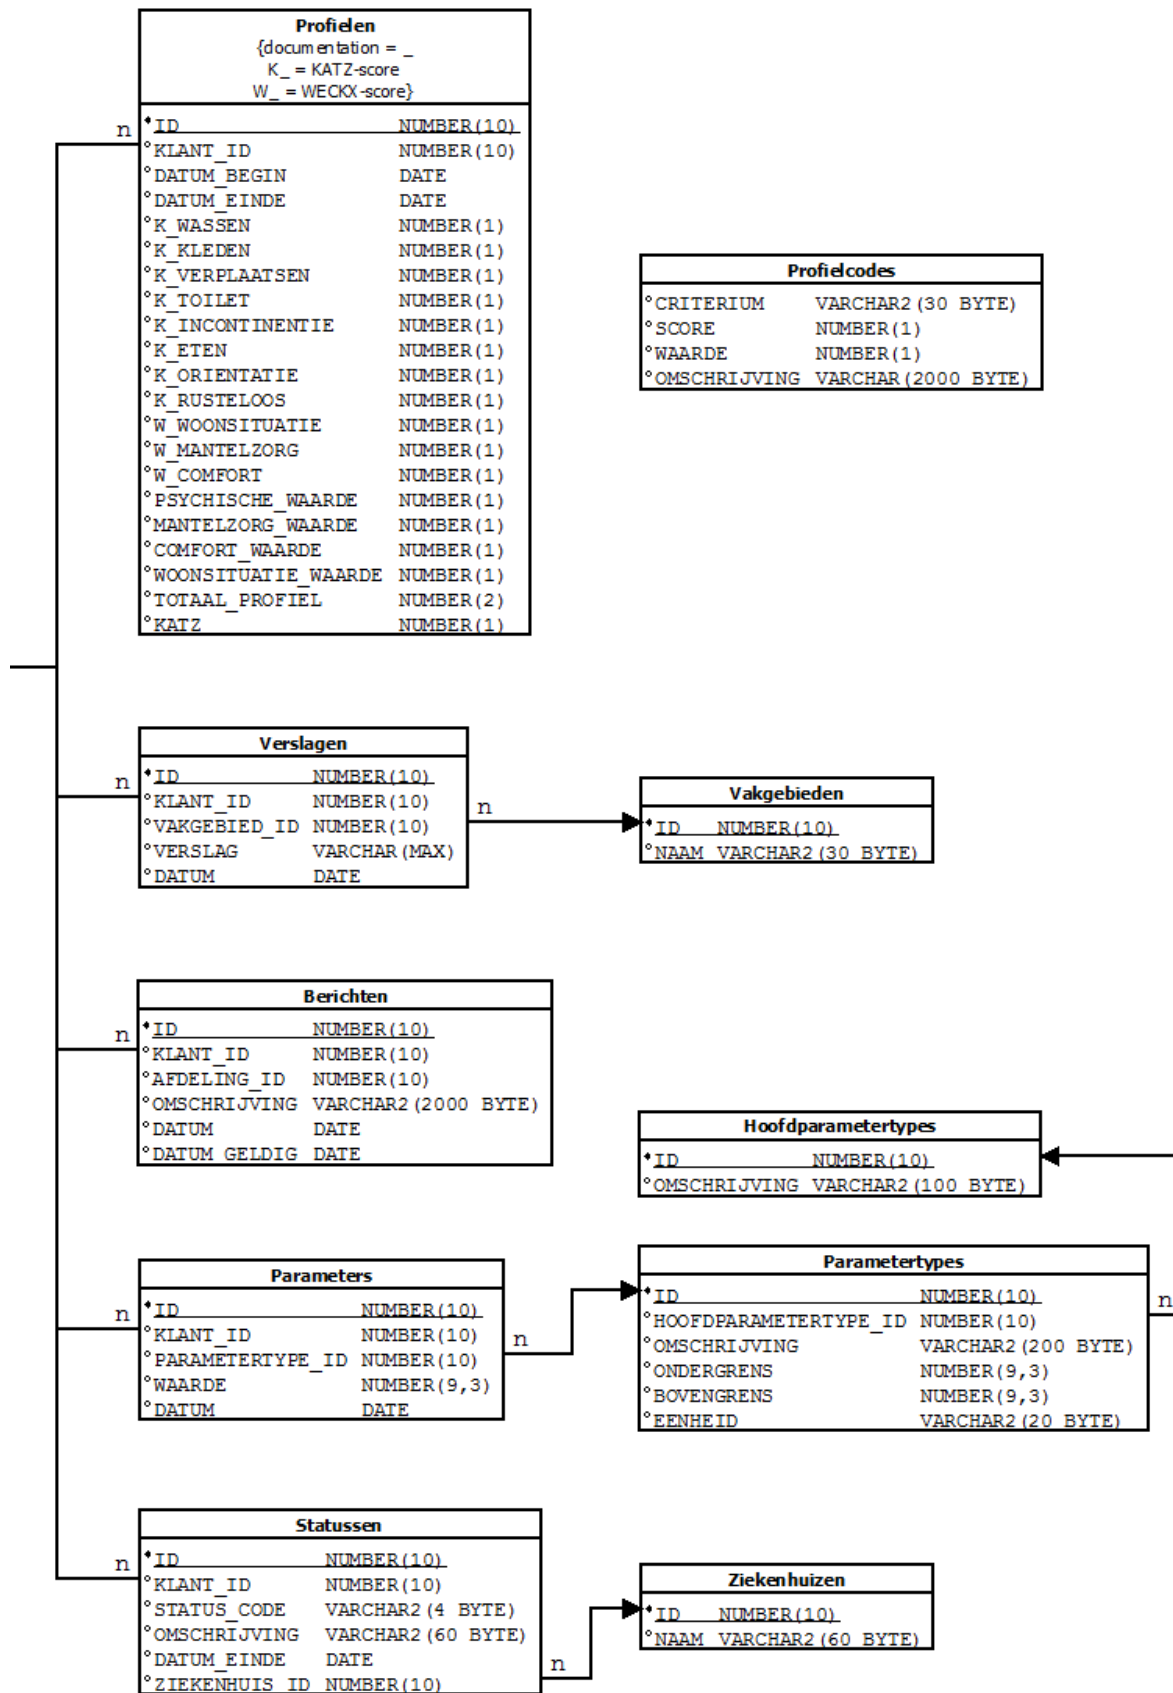 Profielen
{documentation = _
K_ = KATZ-score
W_ = WECKX-score}
n
ID NUMBER(10)
KLANT_ID NUMBER(10)
DATUM_BEGIN DATE
DATUM_EINDE DATE
K_WASSEN NUMBER(1)
K_KLEDEN NUMBER(1)
K_VERPLAATSEN NUMBER(1)
K_TOILET NUMBER(1)
K_INCONTINENTIE NUMBER(1)
K_ETEN NUMBER(1)
K_ORIENTATIE NUMBER(1)
K_RUSTELOOS NUMBER(1)
W_WOONSITUATIE NUMBER(1)
W_MANTELZORG NUMBER(1)
W_COMFORT NUMBER(1)
PSYCHISCHE_WAARDE NUMBER(1)
MANTELZORG_WAARDE NUMBER(1)
COMFORT_WAARDE NUMBER(1)
WOONSITUATIE_WAARDE NUMBER(1)
TOTAAL_PROFIEL NUMBER(2)
KATZ NUMBER(1)
Profielcodes
CRITERIUM VARCHAR2(30 BYTE)
SCORE NUMBER(1)
WAARDE NUMBER(1)
OMSCHRIJVING VARCHAR(2000 BYTE)
Verslagen
n
ID NUMBER(10)
KLANT_ID NUMBER(10)
VAKGEBIED_ID NUMBER(10)
VERSLAG VARCHAR(MAX)
DATUM DATE
n
Vakgebieden
ID NUMBER(10)
NAAM VARCHAR2(30 BYTE)
Berichten
n
ID NUMBER(10)
KLANT_ID NUMBER(10)
AFDELING_ID NUMBER(10)
OMSCHRIJVING VARCHAR2(2000 BYTE)
DATUM DATE
DATUM_GELDIG DATE
Hoofdparametertypes
ID NUMBER(10)
OMSCHRIJVING VARCHAR2(100 BYTE)
Parameters
n
ID NUMBER(10)
KLANT_ID NUMBER(10)
PARAMETERTYPE_ID NUMBER(10)
WAARDE NUMBER(9,3)
DATUM DATE
n
Parametertypes
ID NUMBER(10)
HOOFDPARAMETERTYPE_ID NUMBER(10)
OMSCHRIJVING VARCHAR2(200 BYTE)
ONDERGRENS NUMBER(9,3)
BOVENGRENS NUMBER(9,3)
EENHEID VARCHAR2(20 BYTE)
n
Statussen
n
ID NUMBER(10)
KLANT_ID NUMBER(10)
STATUS_CODE VARCHAR2(4 BYTE)
OMSCHRIJVING VARCHAR2(60 BYTE)
DATUM_EINDE DATE
ZIEKENHUIS_ID NUMBER(10)
n
Ziekenhuizen
ID NUMBER(10)
NAAM VARCHAR2(60 BYTE)